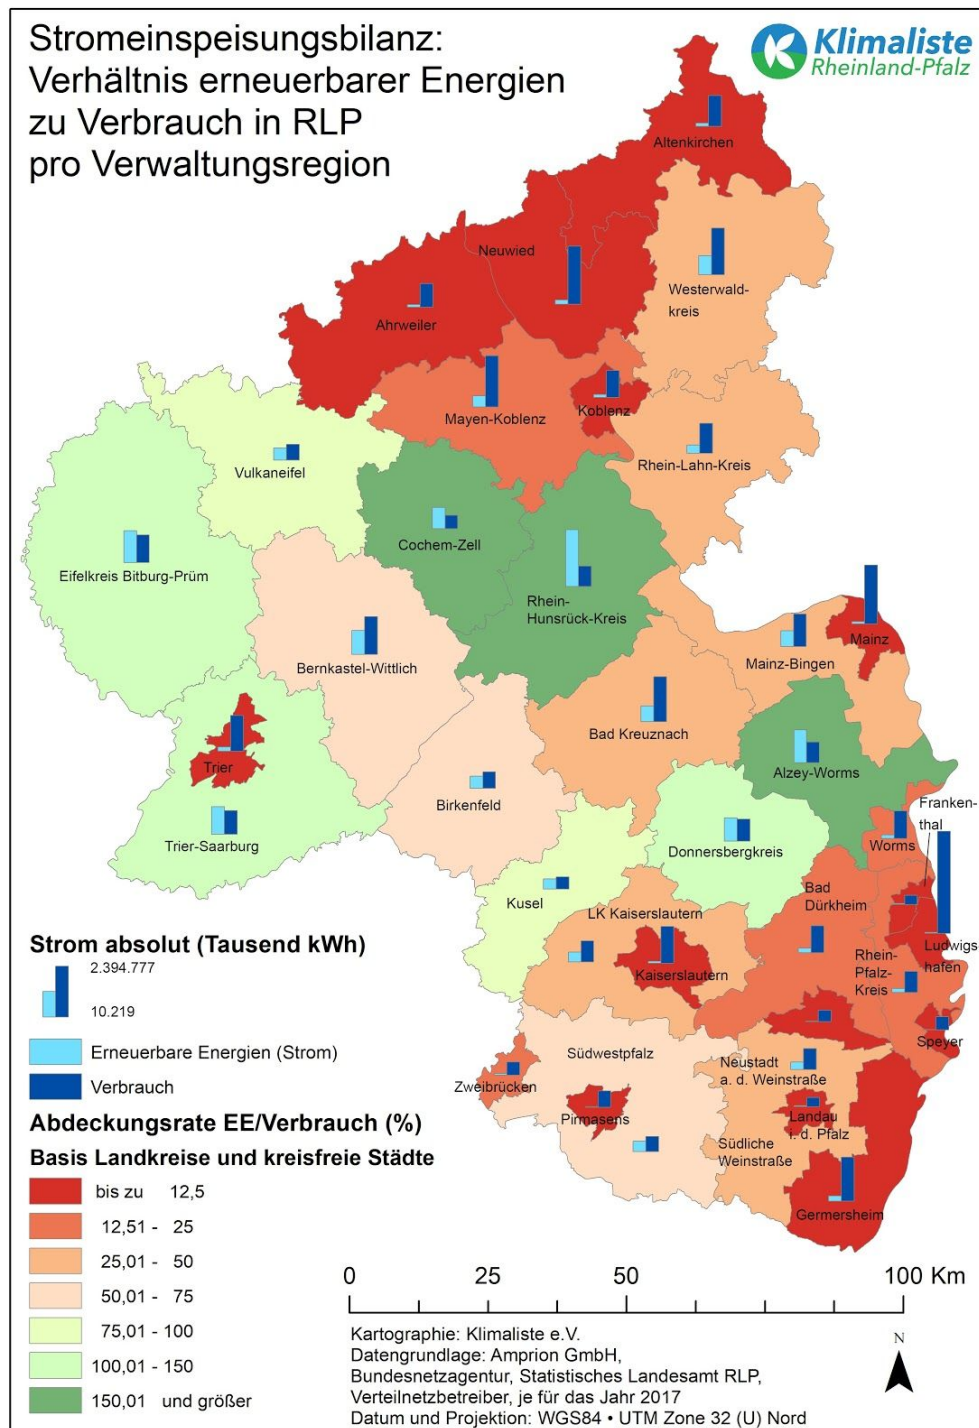 Stromeinspeisungsbilanz:
Verhältnis erneuerbarer Energien
zu Verbrauch in RLP
pro Verwaltungsregion
Klimaliste
Rheinland-Pfalz
Altenkirchen
Neuwied
Westerwald-
kreis
Ahrweiler
Mayen-Koblenz
Koblenz
Rhein-Lahn-Kreis
Vulkaneifel
Cochem-Zell
Eifelkreis Bitburg-Prüm
Rhein-
Hunsrück-Kreis
Bernkastel-Wittlich
Mainz
Mainz-Bingen
Bad Kreuznach
Trier
Alzey-Worms
Birkenfeld
Franken-
thal
Trier-Saarburg
Donnersbergkreis
Worms
Kusel
Bad
Dürkheim
LK Kaiserslautern
Ludwigs-
hafen
Rhein-
Pfalz-
Kreis
Kaiserslautern
Speyer
Südwestpfalz
Neustadt
a. d. Weinstraße
Zweibrücken
Pirmasens
Landau
i. d. Pfalz
Südliche
Weinstraße
Germersheim
Strom absolut (Tausend kWh)
2.394.777
10.219
Erneuerbare Energien (Strom)
Verbrauch
Abdeckungsrate EE/Verbrauch (%)
Basis Landkreise und kreisfreie Städte
bis zu 12,5
12,51 - 25
25,01 - 50
50,01 - 75
75,01 - 100
100,01 - 150
150,01 und größer
0 25 50 100 Km
Kartographie: Klimaliste e.V.
Datengrundlage: Amprion GmbH,
Bundesnetzagentur, Statistisches Landesamt RLP,
Verteilnetzbetreiber, je für das Jahr 2017
Datum und Projektion: WGS84 • UTM Zone 32 (U) Nord
N